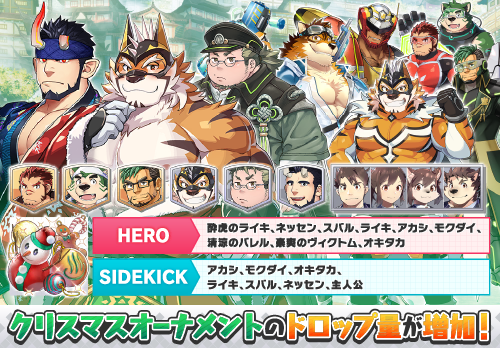 HERO
酔虎のライキ、ネッセン、スバル、ライキ、アカシ、モクダイ、
清涼のバレル、豪爽のヴィクトム、オキタカ
SIDEKICK
アカシ、モクダイ、オキタカ、
ライキ、スバル、ネッセン、主人公
クリスマスオーナメントのドロップ量が増加!